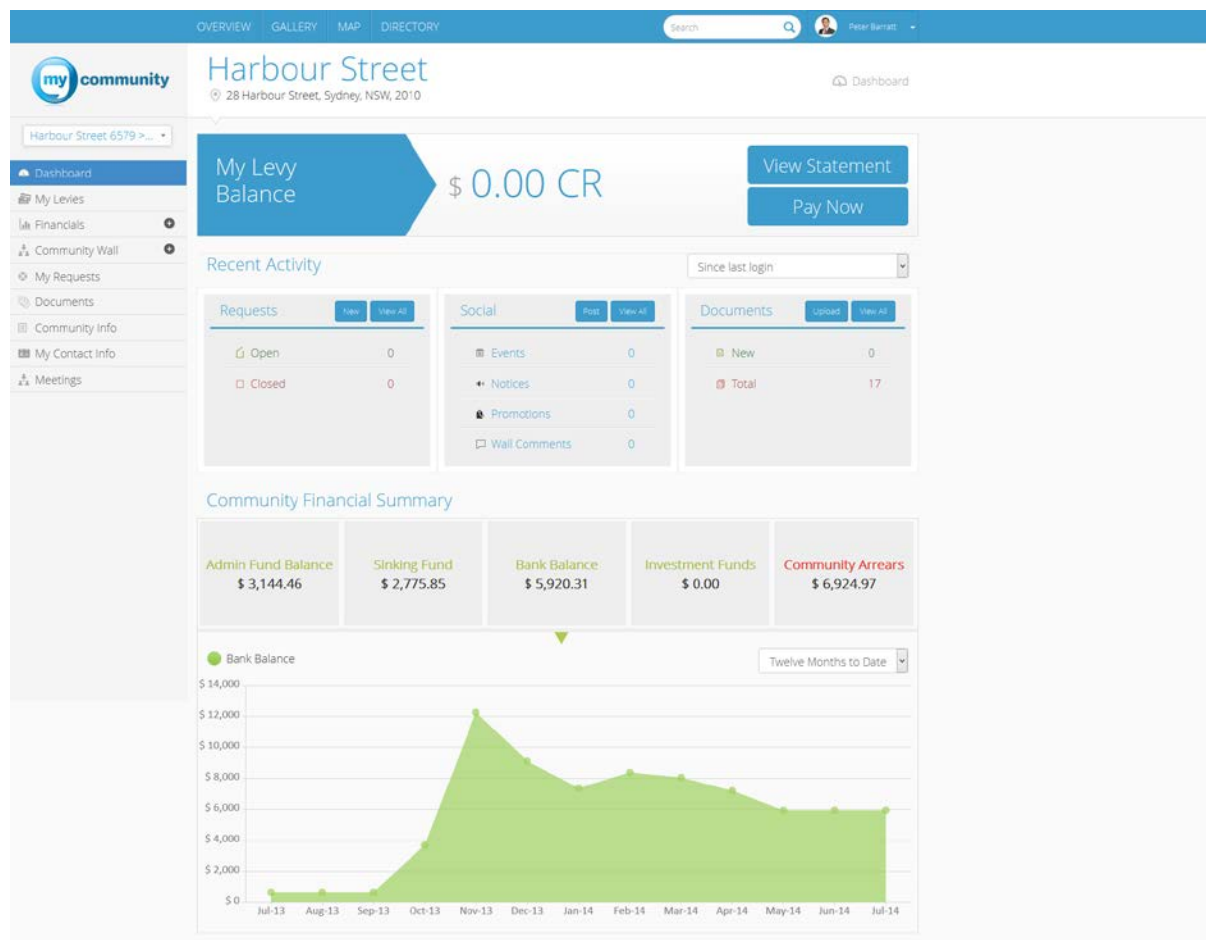 OVERVIEW GALLERY MAP DIRECTORY Search Peter Barratt
my community
Harbour Street
28 Harbour Street, Sydney, NSW, 2010
Dashboard
Harbour Street 6579 >...
Dashboard
My Levies
Financials
Community Wall
My Requests
Documents
Community Info
My Contact Info
Meetings
My Levy
Balance
$ 0.00 CR
View Statement
Pay Now
Recent Activity
Since last login
Requests New View All
Open 0
Closed 0
Social Post View All
Events 0
Notices 0
Promotions 0
Wall Comments 0
Documents Upload View All
New 0
Total 17
Community Financial Summary
Admin Fund Balance
$ 3,144.46
Sinking Fund
$ 2,775.85
Bank Balance
$ 5,920.31
Investment Funds
$ 0.00
Community Arrears
$ 6,924.97
Bank Balance
Twelve Months to Date
$ 14,000
$ 12,000
$ 10,000
$ 8,000
$ 6,000
$ 4,000
$ 2,000
$ 0
Jul-13 Aug-13 Sep-13 Oct-13 Nov-13 Dec-13 Jan-14 Feb-14 Mar-14 Apr-14 May-14 Jun-14 Jul-14